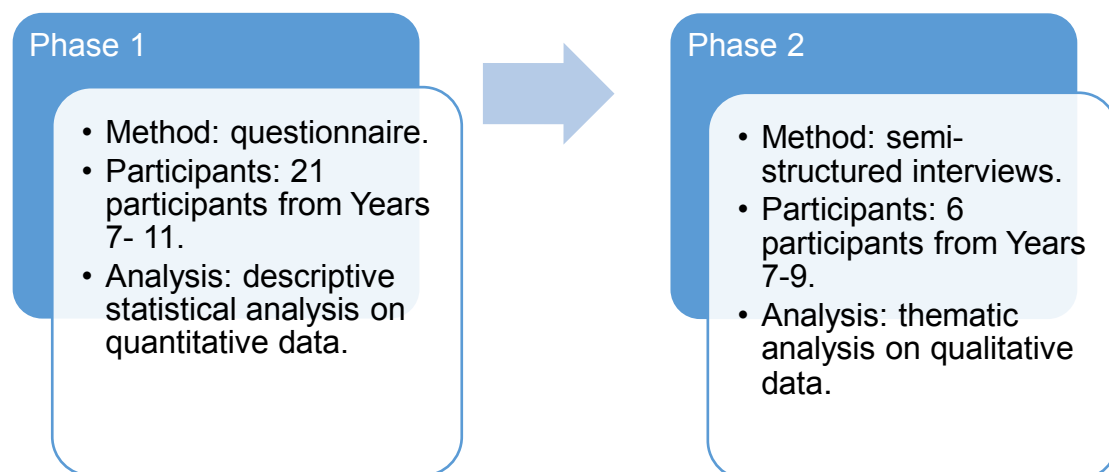 Phase 1
• Method: questionnaire.
• Participants: 21
participants from Years
7- 11.
• Analysis: descriptive
statistical analysis on
quantitative data.
Phase 2
• Method: semi-
structured interviews.
• Participants: 6
participants from Years
7-9.
• Analysis: thematic
analysis on qualitative
data.